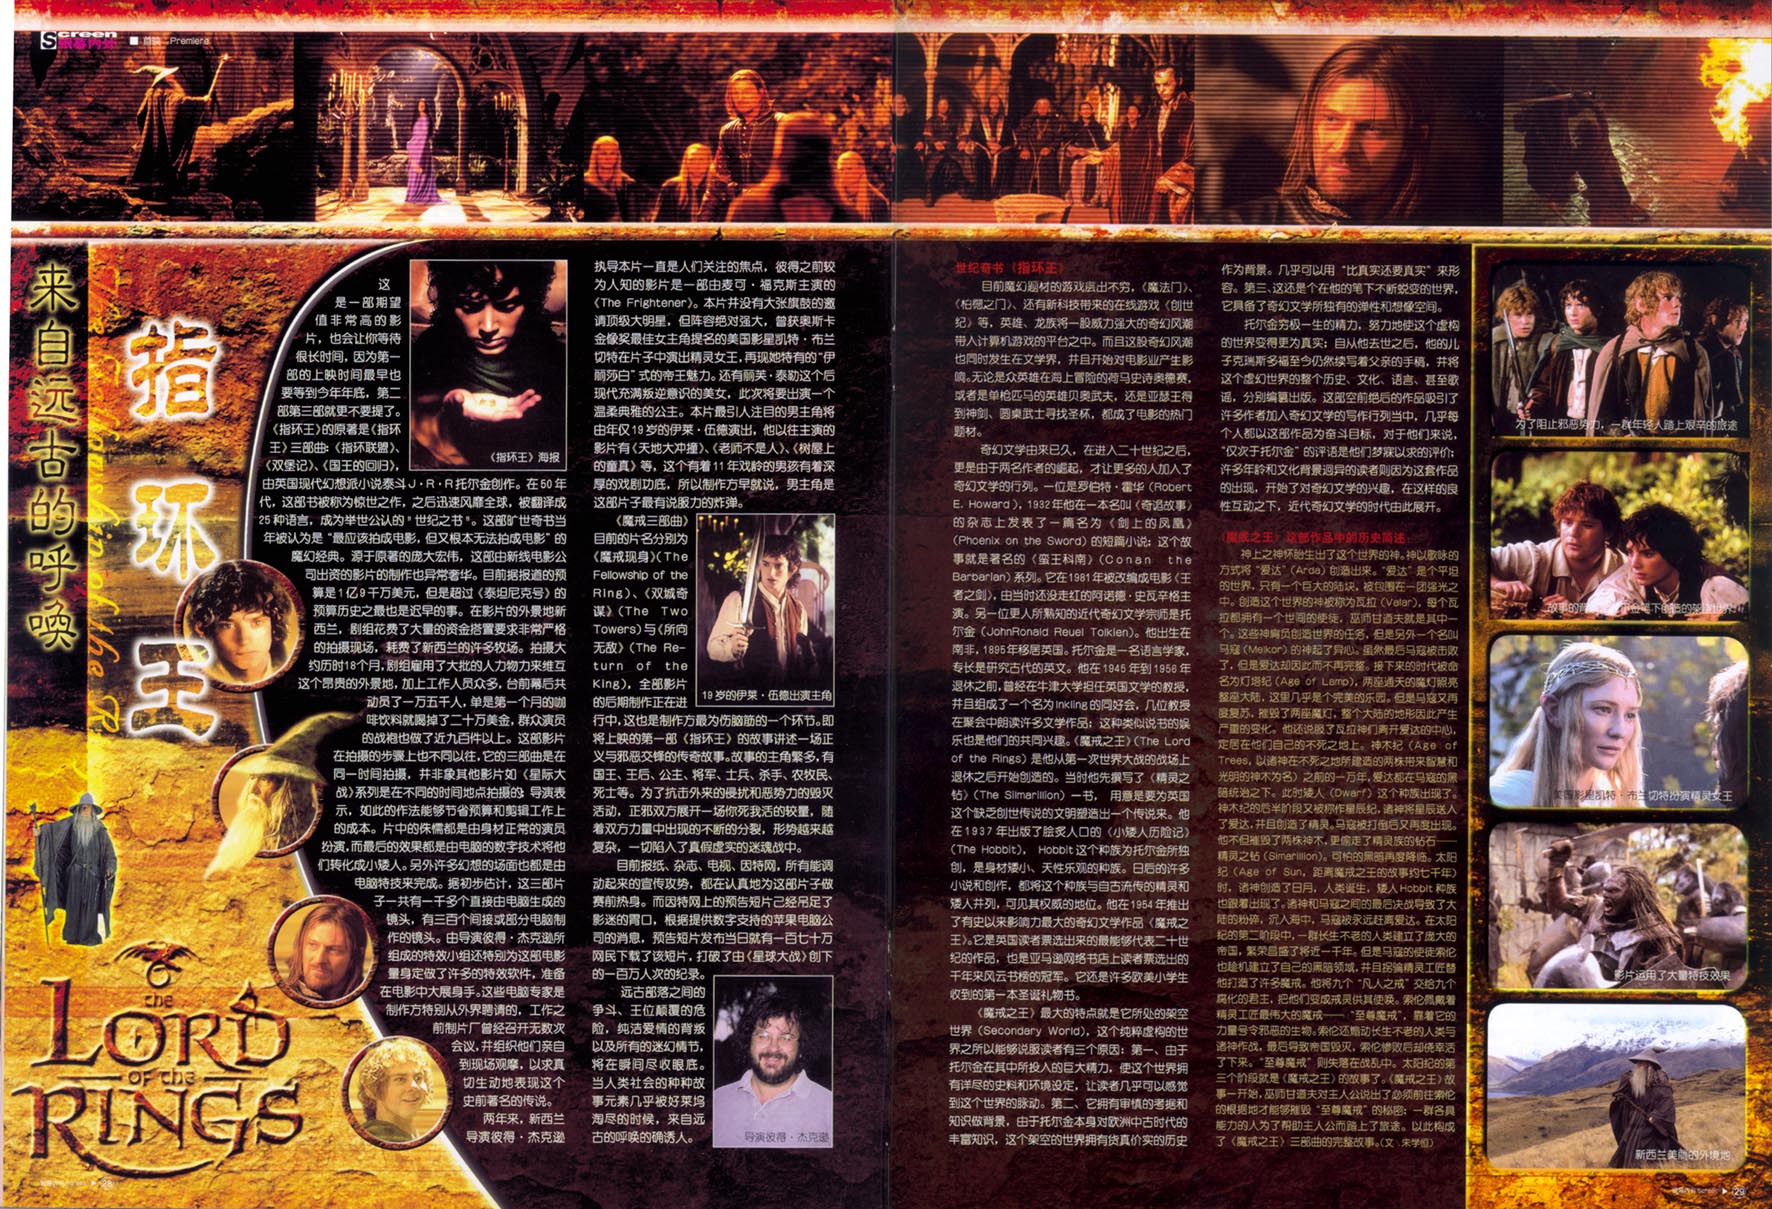 Screen
银幕内外
■ 首映 Premiere
来自远古的呼唤
指环王
the
LORD
OF the
RINGS
这
是一部期望
值非常高的影
片，也会让你等待
很长时间，因为第一
部的上映时间最早也
要等到今年年底，第二
部第三部就更不要提了。
《指环王》的原著是《指环
王》三部曲：《指环联盟》、
《双堡记》、《国王的回归》，
由英国现代幻想派小说泰斗J·R·R托尔金创作。在50年
代，这部书被称为惊世之作，之后迅速风靡全球，被翻译成
25种语言，成为举世公认的"世纪之书"。这部旷世奇书当
年被认为是"最应该拍成电影，但又根本无法拍成电影"的
魔幻经典。源于原著的庞大宏伟，这部由新线电影公
司出资的影片的制作也异常奢华。目前据报道的预
算是1亿9千万美元，但是超过《泰坦尼克号》的
预算历史之最也是迟早的事。在影片的外景地新
西兰，剧组花费了大量的资金搭置要求非常严格
的拍摄现场，耗费了新西兰的许多牧场。拍摄大
约历时18个月，剧组雇用了大批的人力物力来维互
这个昂贵的外景地，加上工作人员众多，台前幕后共
动员了一万五千人，单是第一个月的咖
啡饮料就喝掉了二十万美金，群众演员
的战袍也做了近九百件以上。这部影片
在拍摄的步骤上也不同以往，它的三部曲是在
同一时间拍摄，并非象其他影片如《星际大
战》系列是在不同的时间地点拍摄的；导演表
示，如此的作法能够节省预算和剪辑工作上
的成本。片中的侏儒都是由身材正常的演员
扮演，而最后的效果都是由电脑的数字技术将他
们转化成小矮人。另外许多幻想的场面也都是由
电脑特技来完成。据初步估计，这三部片
子一共有一千多个直接由电脑生成的
镜头，有三百个间接或部分电脑制
作的镜头。由导演彼得·杰克逊所
组成的特效小组还特别为这部电影
量身定做了许多的特效软件，准备
在电影中大展身手。这些电脑专家是
制作方特别从外界聘请的，工作之
前制片厂曾经召开无数次
会议，并组织他们亲自
到现场观摩，以求真
切生动地表现这个
史前著名的传说。
两年来，新西兰
导演彼得·杰克逊
《指环王》海报
执导本片一直是人们关注的焦点，彼得之前较
为人知的影片是一部由麦可·福克斯主演的
《The Frightener》。本片并没有大张旗鼓的邀
请顶级大明星，但阵容绝对强大，曾获奥斯卡
金像奖最佳女主角提名的美国影星凯特·布兰
切特在片子中演出精灵女王，再现她特有的"伊
丽莎白"式的帝王魅力。还有丽芙·泰勒这个后
现代充满叛逆意识的美女，此次将要出演一个
温柔典雅的公主。本片最引人注目的男主角将
由年仅19岁的伊莱·伍德演出，他以往主演的
影片有《天地大冲撞》、《老师不是人》、《树屋上
的童真》等，这个有着11年戏龄的男孩有着深
厚的戏剧功底，所以制作方早就说，男主角是
这部片子最有说服力的炸弹。
《魔戒三部曲》
目前的片名分别为
《魔戒现身》(The
Fellowship of the
Ring)、《双城奇
谋》(The Two
Towers)与《所向
无敌》(The Re-
turn of the
King)，全部影片
的后期制作正在进
行中，这也是制作方最为伤脑筋的一个环节。即
将上映的第一部《指环王》的故事讲述一场正
义与邪恶交锋的传奇故事。故事的主角繁多，有
国王、王后、公主、将军、士兵、杀手、农牧民、
死士等。为了抗击外来的侵扰和恶势力的毁灭
活动，正邪双方展开一场你死我活的较量，随
着双方力量中出现的不断的分裂，形势越来越
复杂，一切陷入了真假虚实的迷魂战中。
目前报纸、杂志、电视、因特网，所有能调
动起来的宣传攻势，都在认真地为这部片子做
赛前热身。而因特网上的预告短片已经吊足了
影迷的胃口，根据提供数字支持的苹果电脑公
司的消息，预告短片发布当日就有一百七十万
网民下载了该短片，打破了由《星球大战》创下
的一百万人次的纪录。
远古部落之间的
争斗、王位颠覆的危
险，纯洁爱情的背叛
以及所有的迷幻情节，
将在瞬间尽收眼底。
当人类社会的种种故
事元素几乎被好莱坞
淘尽的时候，来自远
古的呼唤的确诱人。
19岁的伊莱·伍德出演主角
导演彼得·杰克逊
28
世纪奇书《指环王》
目前魔幻题材的游戏层出不穷，《魔法门》、
《柏德之门》、还有新科技带来的在线游戏《创世
纪》等，英雄、龙族将一股威力强大的奇幻风潮
带入计算机游戏的平台之中。而且这股奇幻风潮
也同时发生在文学界，并且开始对电影业产生影
响。无论是众英雄在海上冒险的荷马史诗奥德赛，
或者是单枪匹马的英雄贝奥武夫，还是亚瑟王得
到神剑、圆桌武士寻找圣杯，都成了电影的热门
题材。
奇幻文学由来已久，在进入二十世纪之后，
更是由于两名作者的崛起，才让更多的人加入了
奇幻文学的行列。一位是罗伯特·霍华(Robert
E. Howard)，1932年他在一本名叫《奇诡故事》
的杂志上发表了一篇名为《剑上的凤凰》
(Phoenix on the Sword)的短篇小说；这个故
事就是著名的《蛮王科南》(Conan the
Barbarian)系列。它在1981年被改编成电影《王
者之剑》，由当时还没走红的阿诺德·史瓦辛格主
演。另一位更人所熟知的近代奇幻文学宗师是托
尔金(JohnRonald Reuel Tolkien)。他出生在
南非，1895年移居英国。托尔金是一名语言学家，
专长是研究古代的英文。他在1945年到1956年
退休之前，曾经在牛津大学担任英国文学的教授，
并且组成了一个名为Inkling的同好会，几位教授
在聚会中朗读许多文学作品；这种类似说书的娱
乐也是他们的共同兴趣。《魔戒之王》(The Lord
of the Rings)是他从第一次世界大战的战场上
退休之后开始创造的。当时他先撰写了《精灵之
钻》(The Silmarillion)一书，用意是要为英国
这个缺乏创世传说的文明塑造出一个传说来。他
在1937年出版了脍炙人口的《小矮人历险记》
(The Hobbit)，Hobbit这个种族为托尔金所独
创，是身材矮小、天性乐观的种族。日后的许多
小说和创作，都将这个种族与自古流传的精灵和
矮人并列，可见其权威的地位。他在1954年推出
了有史以来影响力最大的奇幻文学作品《魔戒之
王》。它是英国读者票选出来的最能够代表二十世
纪的作品，也是亚马逊网络书店上读者票选出的
千年来风云书榜的冠军。它还是许多欧美小学生
收到的第一本圣诞礼物书。
《魔戒之王》最大的特点就是它所处的架空
世界(Secondary World)，这个纯粹虚构的世
界之所以能够说服读者有三个原因：第一、由于
托尔金在其中所投入的巨大精力，使这个世界拥
有详尽的史料和环境设定，让读者几乎可以感觉
到这个世界的脉动。第二、它拥有审慎的考据和
知识做背景，由于托尔金本身对欧洲中古时代的
丰富知识，这个架空的世界拥有货真价实的历史
作为背景。几乎可以用"比真实还要真实"来形
容。第三、这还是个在他的笔下不断蜕变的世界，
它具备了奇幻文学所独有的弹性和想像空间。
托尔金穷极一生的精力，努力地使这个虚构
的世界变得更为真实；自从他去世之后，他的儿
子克瑞斯多福至今仍然续写着父亲的手稿，并将
这个虚幻世界的整个历史、文化、语言、甚至歌
谣，分别编纂出版。这部空前绝后的作品吸引了
许多作者加入奇幻文学的写作行列当中，几乎每
个人都以这部作品为奋斗目标，对于他们来说，
"仅次于托尔金"的评语是他们梦寐以求的评价；
许多年龄和文化背景迥异的读者则因为这套作品
的出现，开始了对奇幻文学的兴趣，在这样的良
性互动之下，近代奇幻文学的时代由此展开。
《魔戒之王》这部作品中的历史简述：
神上之神怀胎生出了这个世界的神。神以歌咏的
方式将"爱达"(Arda)创造出来。"爱达"是个平坦
的世界，只有一个巨大的陆块，被包围在一团强光之
中。创造这个世界的神被称为瓦拉(Valar)，每个瓦
拉都拥有一个世间的使徒，巫师甘道夫就是其中一
个。这些神肩负创造世界的任务，但是另外一个名叫
马寇(Melkor)的神起了异心。虽然最后马寇被击败
了，但是爱达却因此而不再完整。接下来的时代被命
名为灯塔纪(Age of Lamp)，两座通天的魔灯照亮
整座大陆，这里几乎是个完美的乐园。但是马寇又再
度复苏，摧毁了两座魔灯，整个大陆的地形因此产生
严重的变化。他还说服了瓦拉神们离开爱达的中心，
定居在他们自己的不死之地上。神木纪(Age of
Trees，以诸神在不死之地所建造的两株带来智慧和
光明的神木为名)之前的一万年，爱达都在马寇的黑
暗统治之下。此时矮人(Dwarf)这个种族出现了。
神木纪的后半阶段又被称作星辰纪，诸神将星辰送入
了爱达，并且创造了精灵。马寇被打倒后又再度出现。
他不但摧毁了两株神木，更偷走了精灵族的钻石——
精灵之钻(Simarillion)。可怕的黑暗再度降临。太阳
纪(Age of Sun，距离魔戒之王的故事约七千年)
时，诸神创造了日月，人类诞生，矮人Hobbit种族
也跟着出现了。诸神和马寇之间的最后决战导致了大
陆的粉碎，沉入海中，马寇被永远赶离爱达。在太阳
纪的第二阶段中，一群长生不老的人类建立了庞大的
帝国，繁荣昌盛了将近一千年。但是马寇的使使索伦
也趁机建立了自己的黑暗领域，并且拐骗精灵工匠替
他打造了许多魔戒。他将九个"凡人之戒"交给九个
腐化的君主，把他们变成戒灵供其使唤。索伦佩戴着
精灵工匠最伟大的魔戒——"至尊魔戒"，靠着它的
力量号令邪恶的生物。索伦还煽动长生不老的人类与
诸神作战，最后导致帝国毁灭，索伦惨败后却侥幸活
了下来。"至尊魔戒"则失落在战乱中。太阳纪的第
三个阶段就是《魔戒之王》的故事了。《魔戒之王》故
事一开始，巫师甘道夫对主人公说出了必须前往索伦
的根据地才能够摧毁"至尊魔戒"的秘密；一群各具
能力的人为了帮助主人公而踏上了旅途。以此构成
了《魔戒之王》三部曲的完整故事。(文 朱学恒)
为了阻止邪恶势力，一群年轻人踏上艰辛的旅途
美国影星凯特·布兰切特扮演精灵女王
影片运用了大量特技效果
新西兰美丽的外境地
29